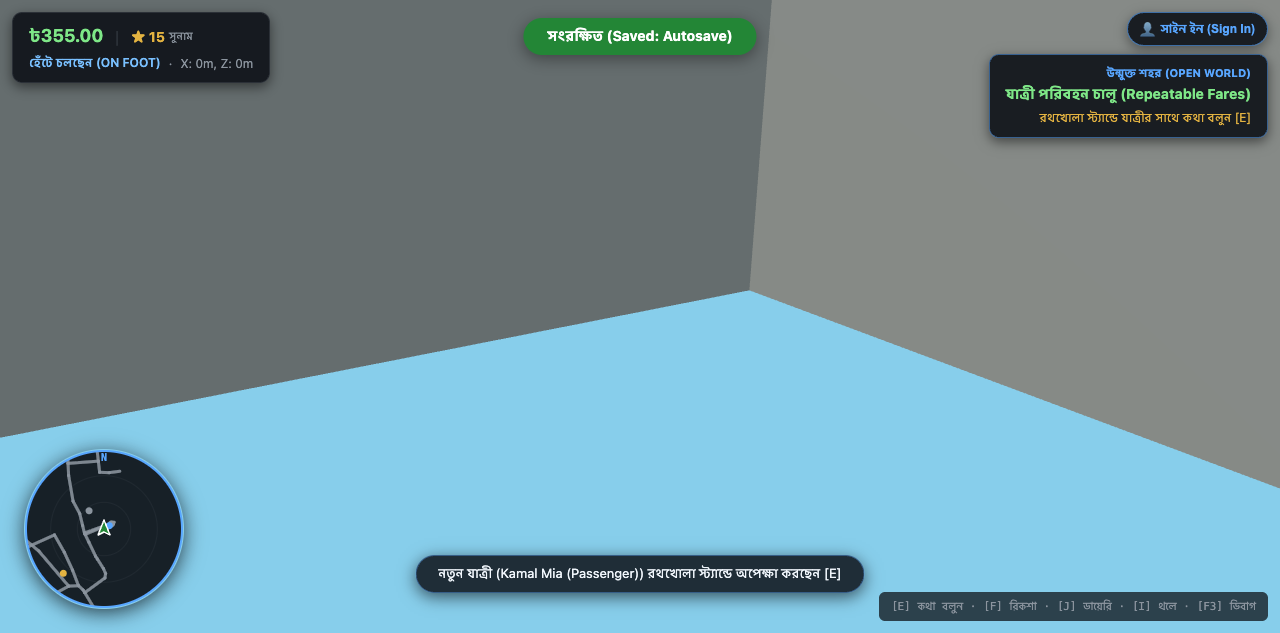 ৳355.00 | ⭐ 15 সুনাম
হেঁটে চলছেন (ON FOOT) · X: 0m, Z: 0m
সংরক্ষিত (Saved: Autosave)
👤 সাইন ইন (Sign In)
উন্মুক্ত শহর (OPEN WORLD)
যাত্রী পরিবহন চালু (Repeatable Fares)
রথখোলা স্ট্যান্ডে যাত্রীর সাথে কথা বলুন [E]
N
নতুন যাত্রী (Kamal Mia (Passenger)) রথখোলা স্ট্যান্ডে অপেক্ষা করছেন [E]
[E] কথা বলুন · [F] রিকশা · [J] ডায়েরি · [I] থলে · [F3] ডিবাগ